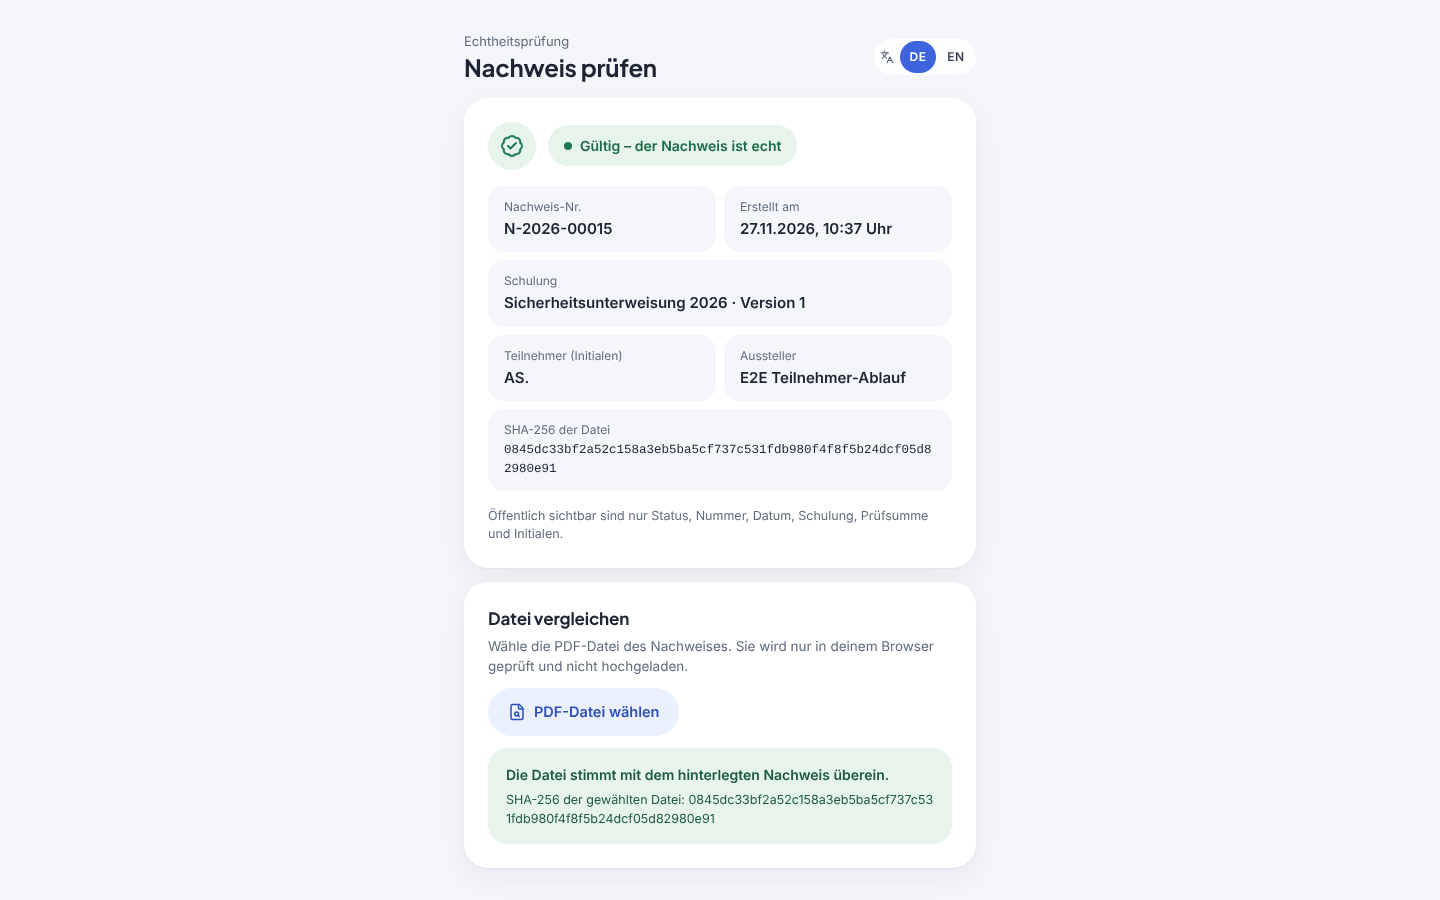 Echtheitsprüfung
Nachweis prüfen
DE EN
Gültig – der Nachweis ist echt
Nachweis-Nr.
N-2026-00015
Erstellt am
27.11.2026, 10:37 Uhr
Schulung
Sicherheitsunterweisung 2026 · Version 1
Teilnehmer (Initialen)
AS.
Aussteller
E2E Teilnehmer-Ablauf
SHA-256 der Datei
0845dc33bf2a52c158a3eb5ba5cf737c531fdb980f4f8f5b24dcf05d8
2980e91
Öffentlich sichtbar sind nur Status, Nummer, Datum, Schulung, Prüfsumme
und Initialen.
Datei vergleichen
Wähle die PDF-Datei des Nachweises. Sie wird nur in deinem Browser
geprüft und nicht hochgeladen.
PDF-Datei wählen
Die Datei stimmt mit dem hinterlegten Nachweis überein.
SHA-256 der gewählten Datei: 0845dc33bf2a52c158a3eb5ba5cf737c53
1fdb980f4f8f5b24dcf05d82980e91